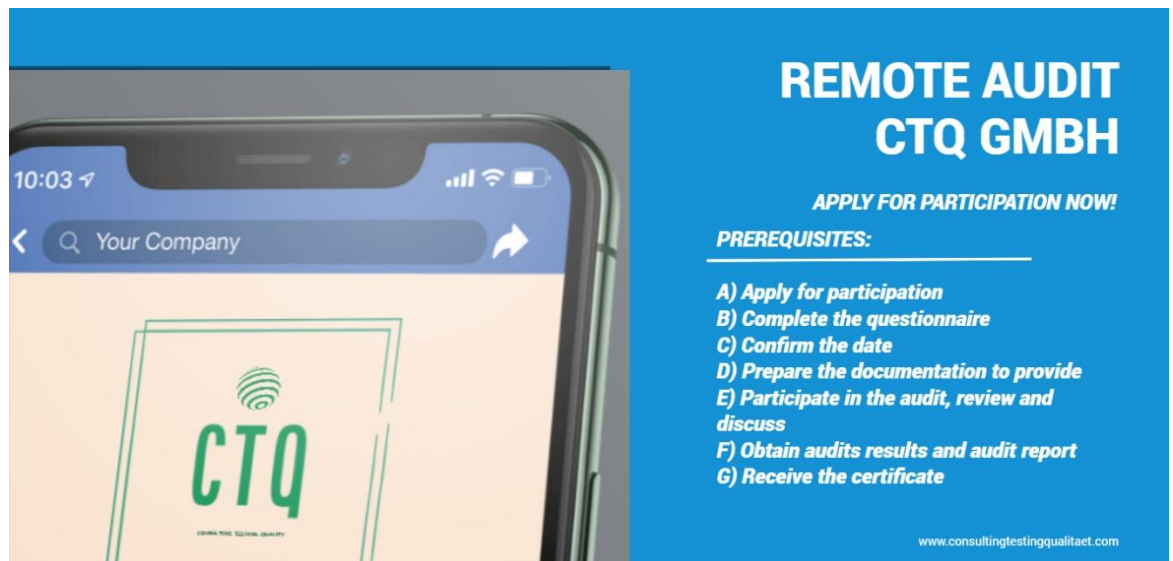 REMOTE AUDIT
CTQ GMBH
APPLY FOR PARTICIPATION NOW!
PREREQUISITES:
A) Apply for participation
B) Complete the questionnaire
C) Confirm the date
D) Prepare the documentation to provide
E) Participate in the audit, review and
discuss
F) Obtain audits results and audit report
G) Receive the certificate
www.consultingtestingqualitaet.com
10:03
Your Company
CTQ